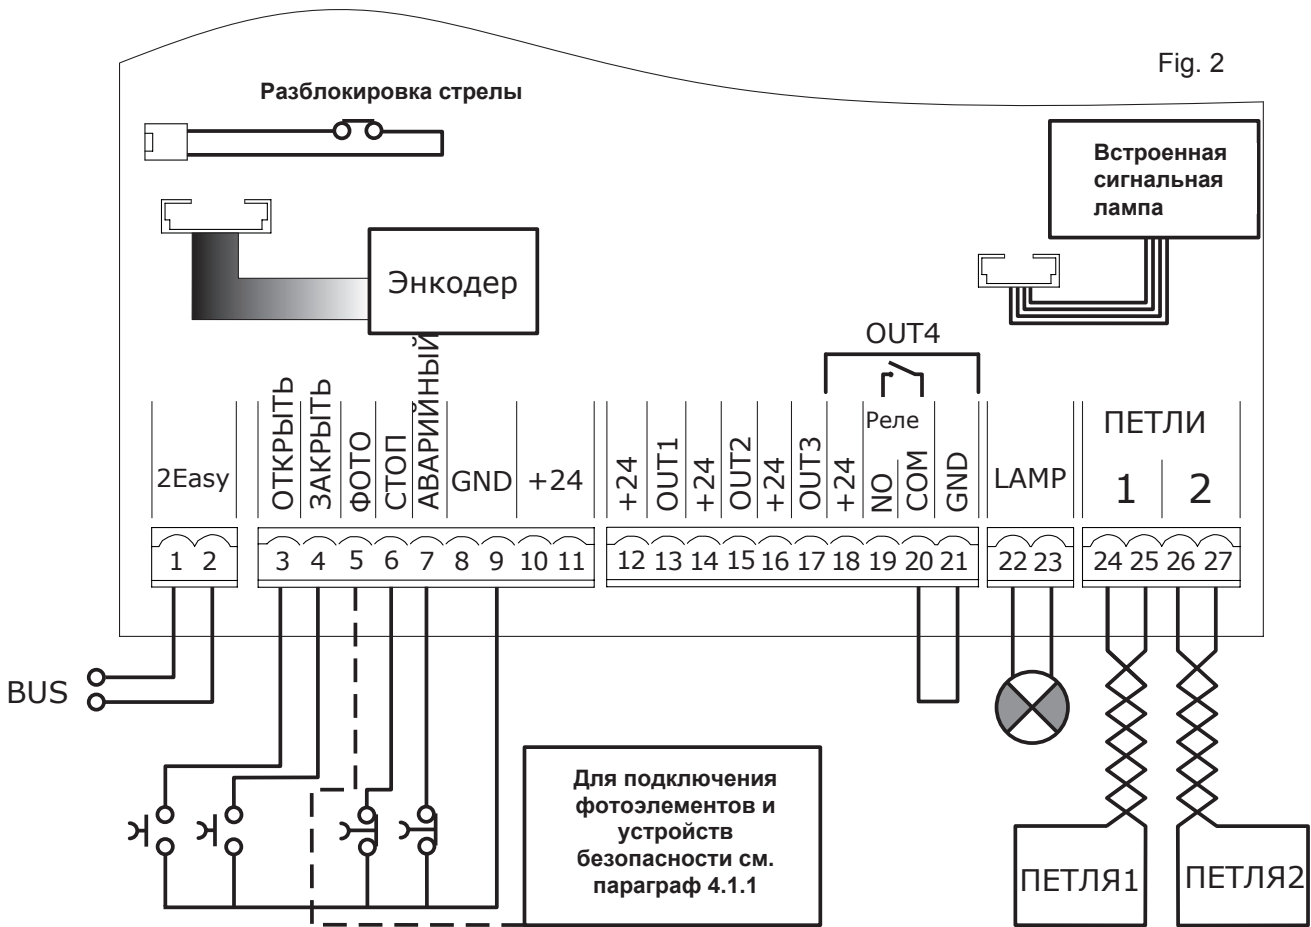 Fig. 2
Разблокировка стрелы
Встроенная
сигнальная
лампа
Энкодер
OUT4
Реле
2Easy
ОТКРЫТЬ
ЗАКРЫТЬ
ФОТО
СТОП
АВАРИЙНЫЙ
GND
+24
+24
OUT1
+24
OUT2
+24
OUT3
+24
NO
COM
GND
LAMP
ПЕТЛИ
1 2
1 2 3 4 5 6 7 8 9 10 11 12 13 14 15 16 17 18 19 20 21 22 23 24 25 26 27
BUS
Для подключения
фотоэлементов и
устройств
безопасности см.
параграф 4.1.1
ПЕТЛЯ1
ПЕТЛЯ2